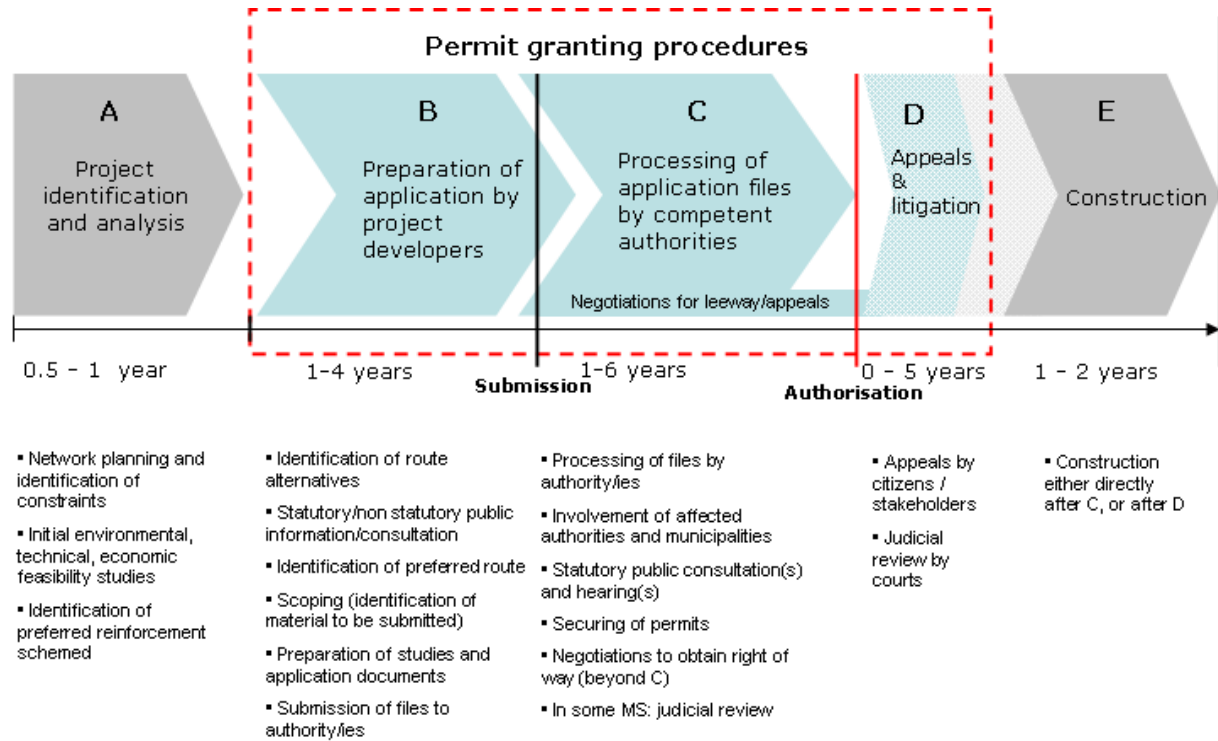 Permit granting procedures
A
Project
identification
and analysis
B
Preparation of
application by
project
developers
C
Processing of
application files
by competent
authorities
D
Appeals
&
litigation
E
Construction
Negotiations for leeway/appeals
0.5 - 1 year
1-4 years
Submission
1-6 years
Authorisation
0 - 5 years
1 - 2 years
▪ Network planning and
identification of
constraints
▪ Initial environmental,
technical, economic
feasibility studies
▪ Identification of
preferred reinforcement
schemed
▪ Identification of route
alternatives
▪ Statutory/non statutory public
information/consultation
▪ Identification of preferred route
▪ Scoping (identification of
material to be submitted)
▪ Preparation of studies and
application documents
▪ Submission of files to
authority/ies
▪ Processing of files by
authority/ies
▪ Involvement of affected
authorities and municipalities
▪ Statutory public consultation(s)
and hearing(s)
▪ Securing of permits
▪ Negotiations to obtain right of
way (beyond C)
▪ In some MS: judicial review
▪ Appeals by
citizens /
stakeholders
▪ Judicial
review by
courts
▪ Construction
either directly
after C, or after D